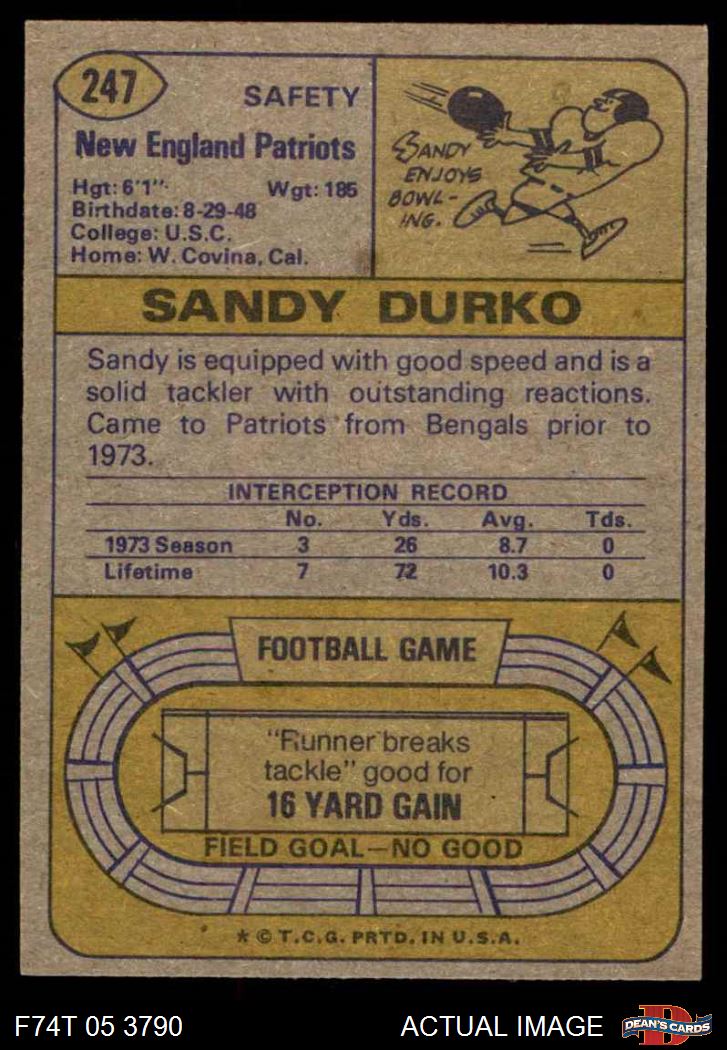 247
SAFETY
New England Patriots
Hgt: 6'1"
Wgt: 185
Birthdate: 8-29-48
College: U.S.C.
Home: W. Covina, Cal.
SANDY
ENJOYS
BOWL-
ING.
SANDY DURKO
Sandy is equipped with good speed and is a
solid tackler with outstanding reactions.
Came to Patriots from Bengals prior to
1973.
INTERCEPTION RECORD
No. Yds. Avg. Tds.
1973 Season 3 26 8.7 0
Lifetime 7 72 10.3 0
FOOTBALL GAME
"Runner breaks
tackle" good for
16 YARD GAIN
FIELD GOAL—NO GOOD
* © T.C.G. PRTD. IN U.S.A.
F74T 05 3790
ACTUAL IMAGE
D
DEAN'S CARDS